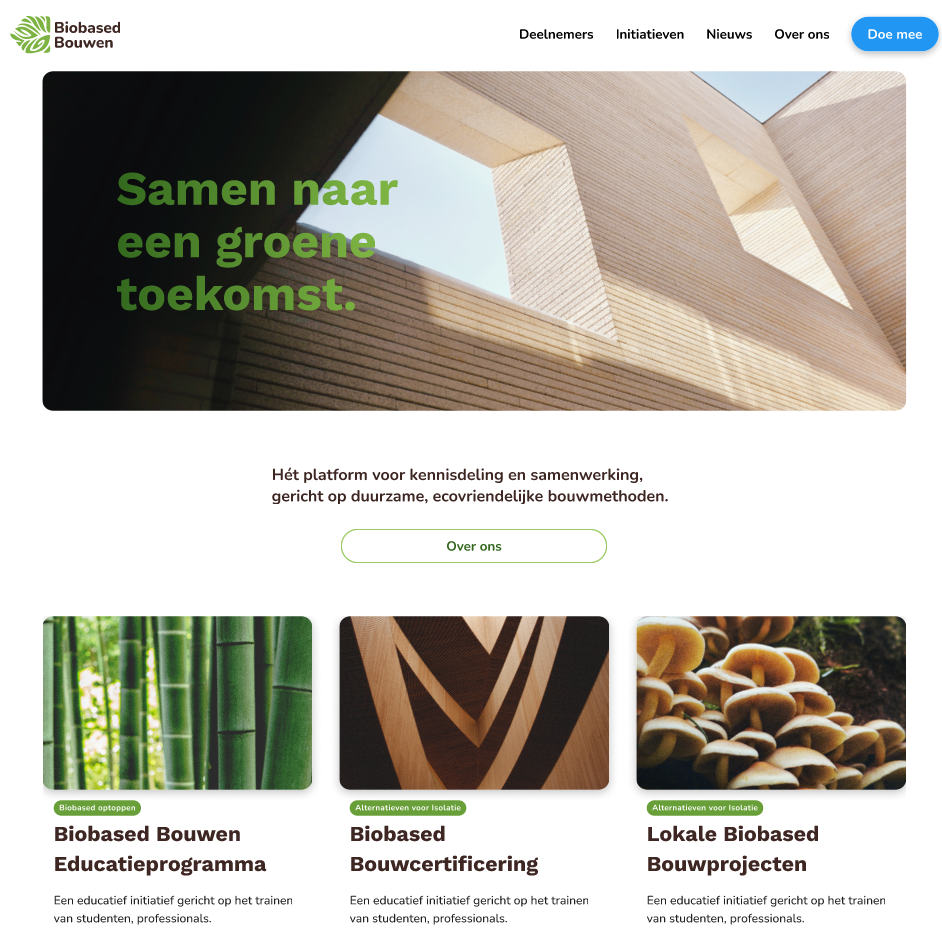 Biobased
Bouwen
Deelnemers
Initiatieven
Nieuws
Over ons
Doe mee
Samen naar
een groene
toekomst.
Hét platform voor kennisdeling en samenwerking,
gericht op duurzame, ecovriendelijke bouwmethoden.
Over ons
Biobased optoppen
Biobased Bouwen
Educatieprogramma
Een educatief initiatief gericht op het trainen
van studenten, professionals.
Alternatieven voor Isolatie
Biobased
Bouwcertificering
Een educatief initiatief gericht op het trainen
van studenten, professionals.
Alternatieven voor Isolatie
Lokale Biobased
Bouwprojecten
Een educatief initiatief gericht op het trainen
van studenten, professionals.